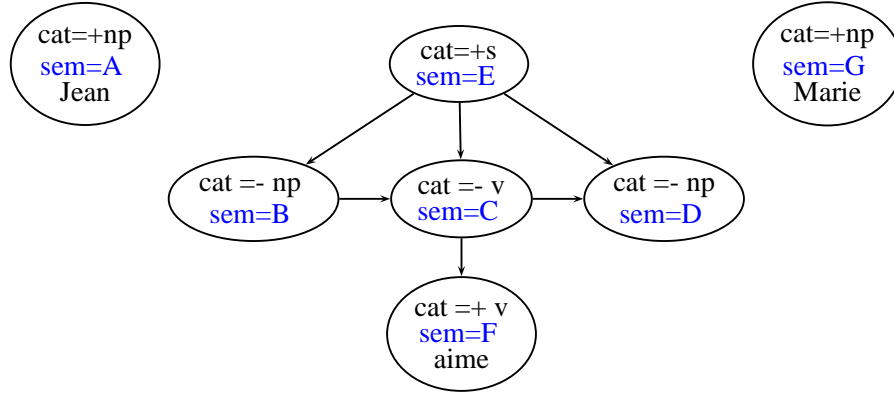 cat=+np
sem=A
Jean
cat=+s
sem=E
cat=+np
sem=G
Marie
cat =- np
sem=B
cat =- v
sem=C
cat =- np
sem=D
cat =+ v
sem=F
aime